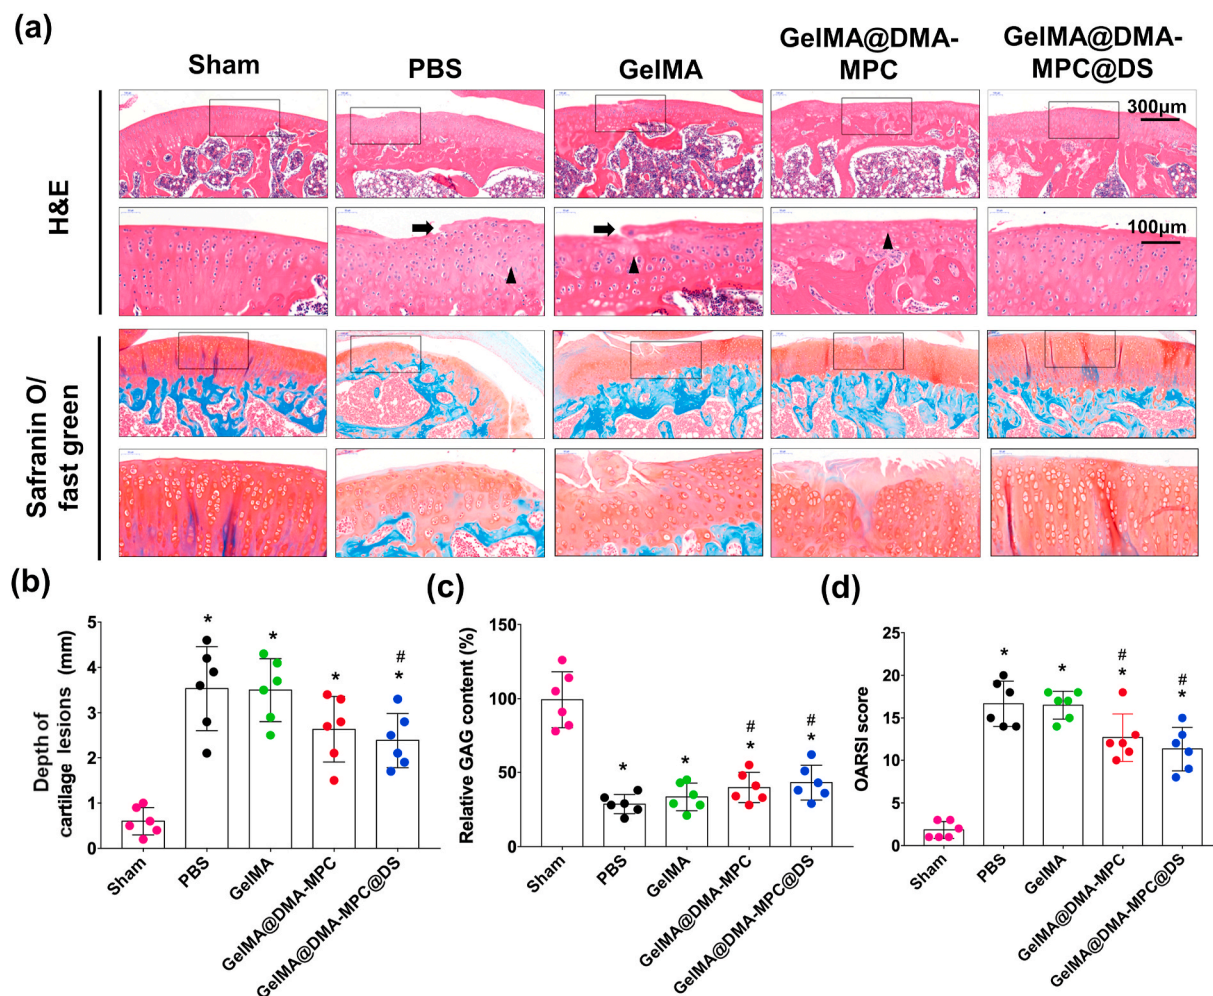 (a)
Sham
PBS
GelMA
GelMA@DMA-
MPC
GelMA@DMA-
MPC@DS
H&E
300μm
100μm
Safranin O/
fast green
(b)
Depth of
cartilage lesions (mm)
5
4
3
2
1
0
*
*
*
#
*
Sham
PBS
GelMA
GelMA@DMA-MPC
GelMA@DMA-MPC@DS
(c)
Relative GAG content (%)
150
100
50
0
*
*
#
*
#
*
Sham
PBS
GelMA
GelMA@DMA-MPC
GelMA@DMA-MPC@DS
(d)
OARSI score
25
20
15
10
5
0
*
*
#
*
#
*
Sham
PBS
GelMA
GelMA@DMA-MPC
GelMA@DMA-MPC@DS